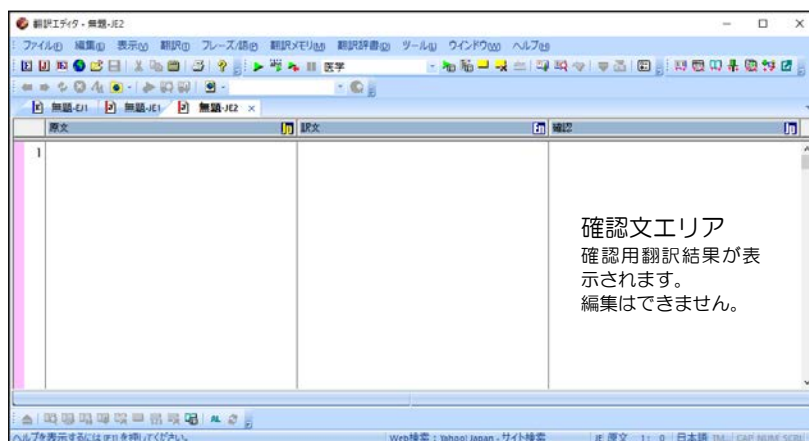 翻訳エディタ - 無題-JE2
ファイル(F) 編集(E) 表示(V) 翻訳(T) フレーズ/語(P) 翻訳メモリ(M) 翻訳辞書(D) ツール(L) ウインドウ(W) ヘルプ(H)
医学
無題-EJ1 無題-JE1 無題-JE2
原文 訳文 確認
1
確認文エリア
確認用翻訳結果が表
示されます。
編集はできません。
AL
ヘルプを表示するには [F1] を押してください。 Web検索 : Yahoo! Japan - サイト検索 JE 原文 1: 0 日本語 CAP NUM SCRL